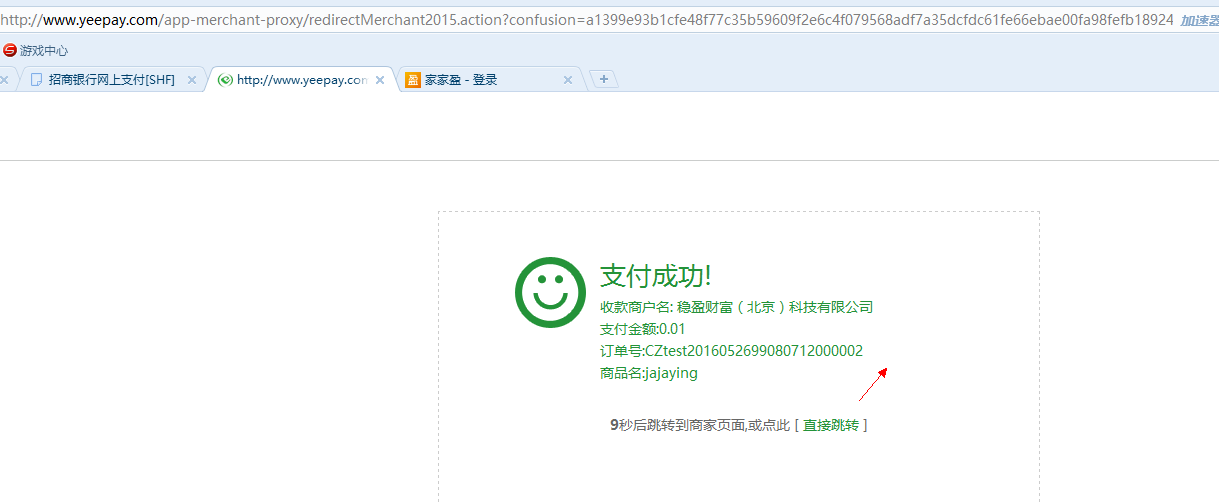 http://www.yeepay.com/app-merchant-proxy/redirectMerchant2015.action?confusion=a1399e93b1cfe48f77c35b59609f2e6c4f079568adf7a35dcfdc61fe66ebae00fa98fefb18924 加速器
游戏中心
招商银行网上支付[SHF] http://www.yeepay.con 盈 家家盈 - 登录
支付成功!
收款商户名: 稳盈财富（北京）科技有限公司
支付金额:0.01
订单号:CZtest2016052699080712000002
商品名:jajaying
9秒后跳转到商家页面,或点此 [ 直接跳转 ]